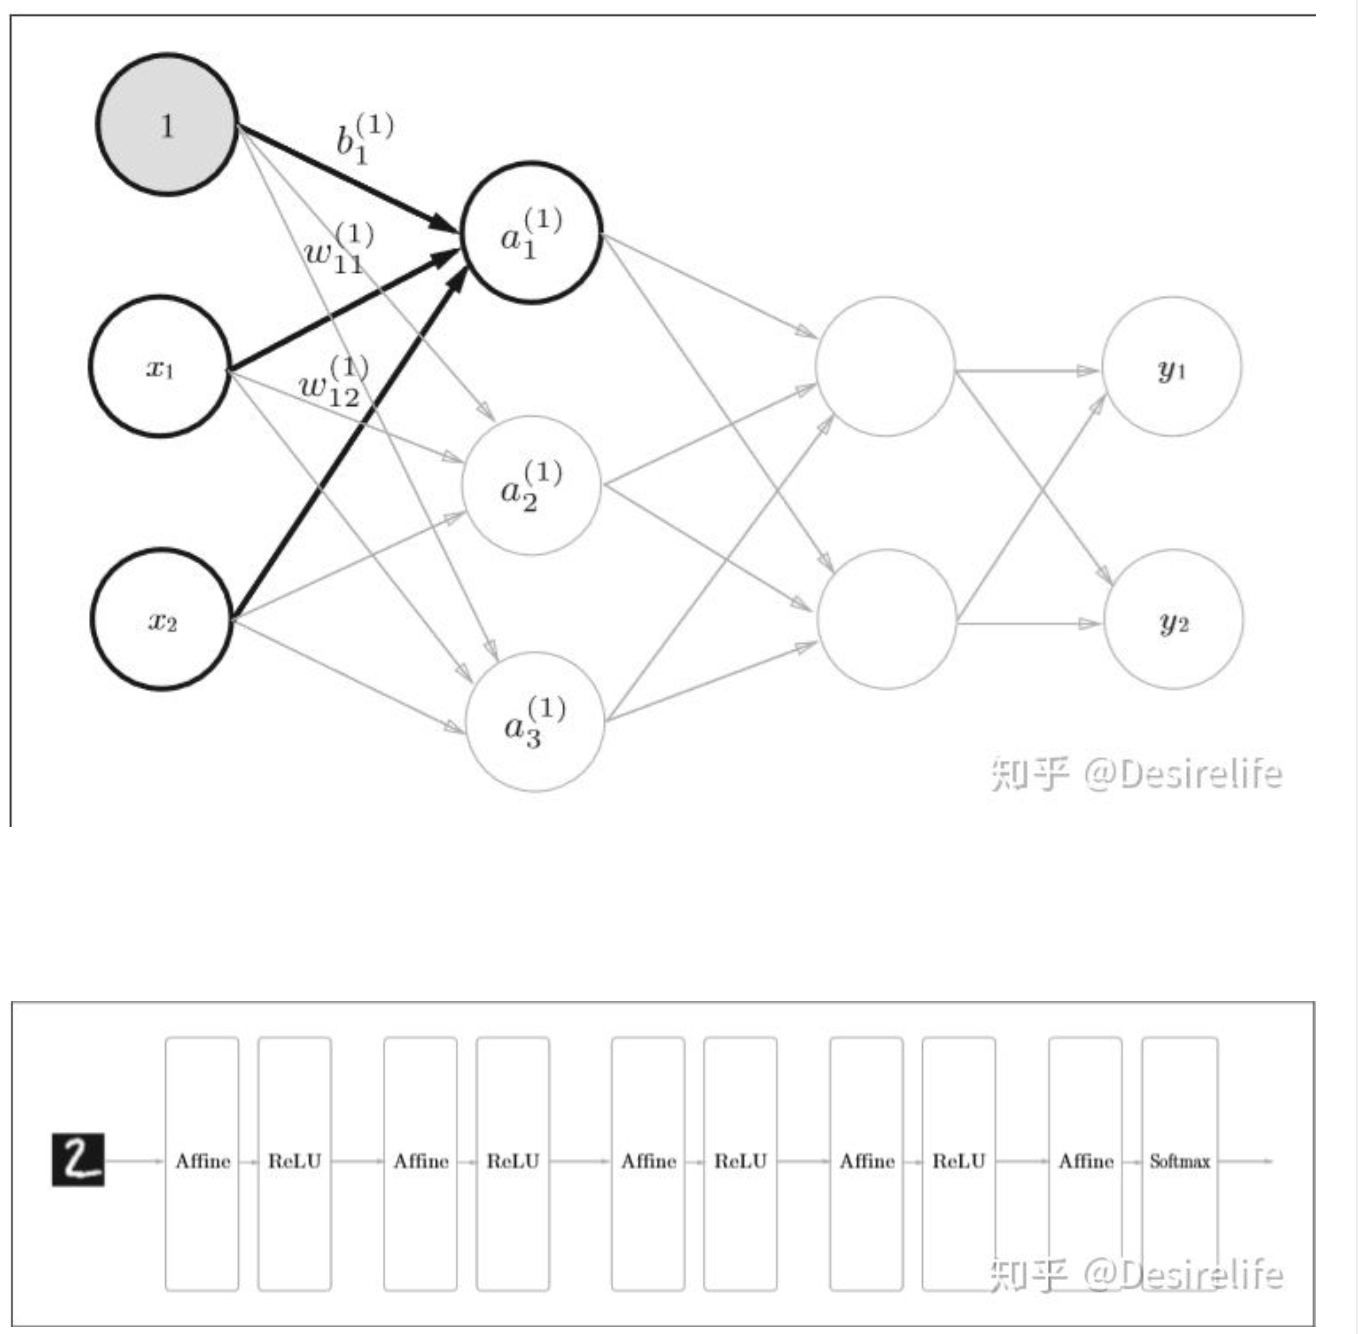 1
b_1^{(1)}
a_1^{(1)}
w_{11}^{(1)}
x_1
w_{12}^{(1)}
y_1
a_2^{(1)}
x_2
y_2
a_3^{(1)}
知乎 @Desirelife
2 Affine ReLU Affine ReLU Affine ReLU Affine ReLU Affine Softmax
知乎 @Desirelife